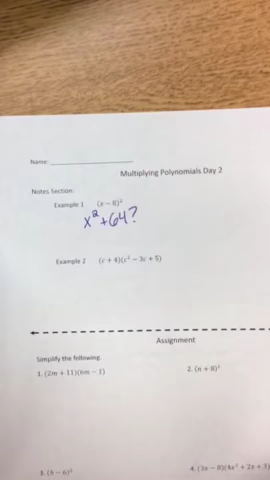 Name: 
Multiplying Polynomials Day 2
Notes Section:
Example 1 (x − 8)²
x² + 64?
Example 2 (c + 4)(c² − 3c + 5)
Assignment
Simplify the following.
1. (2m + 11)(6m − 1)
2. (n + 8)²
3. (h − 6)²
4. (3x − 8)(4x² + 2x + 3)